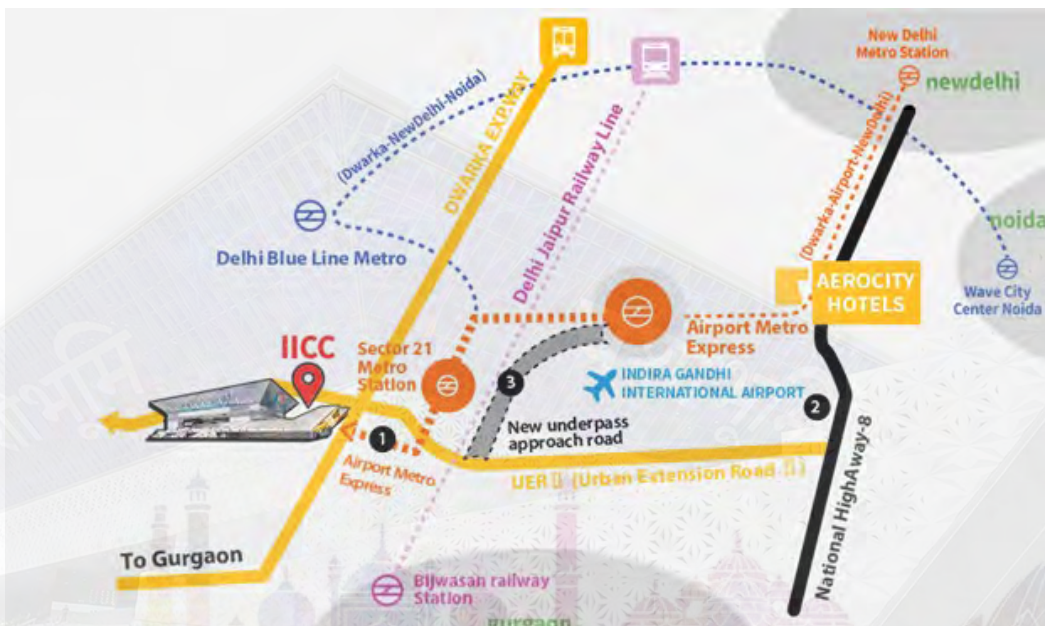 New Delhi
Metro Station
newdelhi
(Dwarka-NewDelhi-Noida)
DWARKA EXP.WAY
Delhi Jaipur Railway Line
(Dwarka-Airport-NewDelhi)
noida
Delhi Blue Line Metro
AEROCITY
HOTELS
Wave City
Center Noida
IICC
Sector 21
Metro
Station
Airport Metro
Express
3
INDIRA GANDHI
INTERNATIONAL AIRPORT
2
1
New underpass
approach road
Airport Metro
Express
UER II (Urban Extension Road II)
National HighAway-8
To Gurgaon
Bijwasan railway
Station
gurgaon